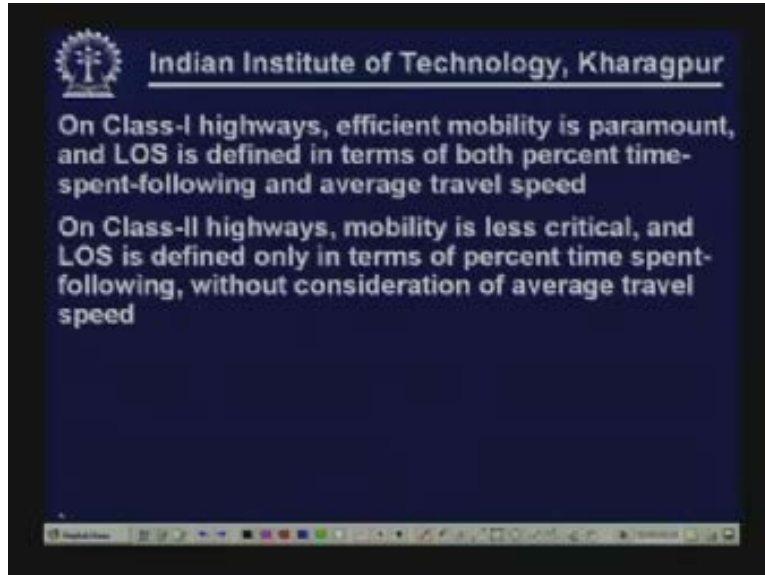 Indian Institute of Technology, Kharagpur
On Class-I highways, efficient mobility is paramount,
and LOS is defined in terms of both percent time-
spent-following and average travel speed
On Class-II highways, mobility is less critical, and
LOS is defined only in terms of percent time spent-
following, without consideration of average travel
speed